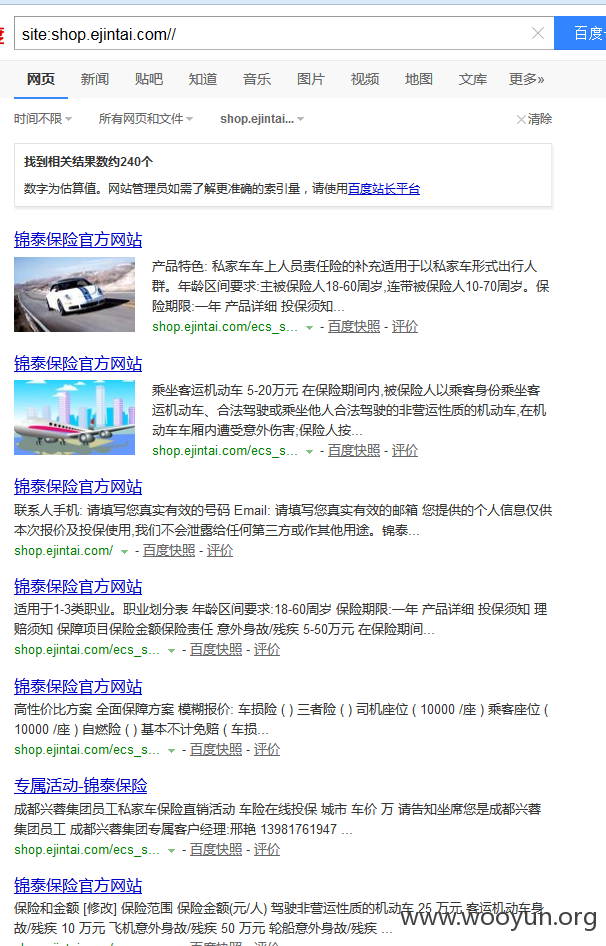 site:shop.ejintai.com//
百度一
网页 新闻 贴吧 知道 音乐 图片 视频 地图 文库 更多»
时间不限 所有网页和文件 shop.ejintai... 清除
找到相关结果数约240个
数字为估算值。网站管理员如需了解更准确的索引量，请使用百度站长平台
锦泰保险官方网站
产品特色: 私家车车上人员责任险的补充适用于以私家车形式出行人
群。年龄区间要求:主被保险人18-60周岁,连带被保险人10-70周岁。保
险期限:一年 产品详细 投保须知...
shop.ejintai.com/ecs_s... - 百度快照 - 评价
锦泰保险官方网站
乘坐客运机动车 5-20万元 在保险期间内,被保险人以乘客身份乘坐客
运机动车、合法驾驶或乘坐他人合法驾驶的非营运性质的机动车,在机
动车车厢内遭受意外伤害;保险人按...
shop.ejintai.com/ecs_s... - 百度快照 - 评价
锦泰保险官方网站
联系人手机: 请填写您真实有效的号码 Email: 请填写您真实有效的邮箱 您提供的个人信息仅供
本次报价及投保使用,我们不会泄露给任何第三方或作其他用途。锦泰...
shop.ejintai.com/ - 百度快照 - 评价
锦泰保险官方网站
适用于1-3类职业。职业划分表 年龄区间要求:18-60周岁 保险期限:一年 产品详细 投保须知 理
赔须知 保障项目保险金额保险责任 意外身故/残疾 5-50万元 在保险期间...
shop.ejintai.com/ecs_s... - 百度快照 - 评价
锦泰保险官方网站
高性价比方案 全面保障方案 模糊报价: 车损险 ( ) 三者险 ( ) 司机座位 ( 10000 /座 ) 乘客座位 (
10000 /座 ) 自燃险 ( ) 基本不计免赔 ( 车损...
shop.ejintai.com/ecs_s... - 百度快照 - 评价
专属活动-锦泰保险
成都兴蓉集团员工私家车保险直销活动 车险在线投保 城市 车价 万 请告知坐席您是成都兴蓉
集团员工 成都兴蓉集团专属客户经理:邢艳 13981761947 ...
shop.ejintai.com/ecs_s... - 百度快照 - 评价
锦泰保险官方网站
保险和金额 [修改] 保险范围 保险金额(元/人) 驾驶非营运性质的机动车 25 万元 客运机动车身
故/残疾 10 万元 飞机意外身故/残疾 50 万元 轮船意外身故/残疾 ...
www.wooyun.org